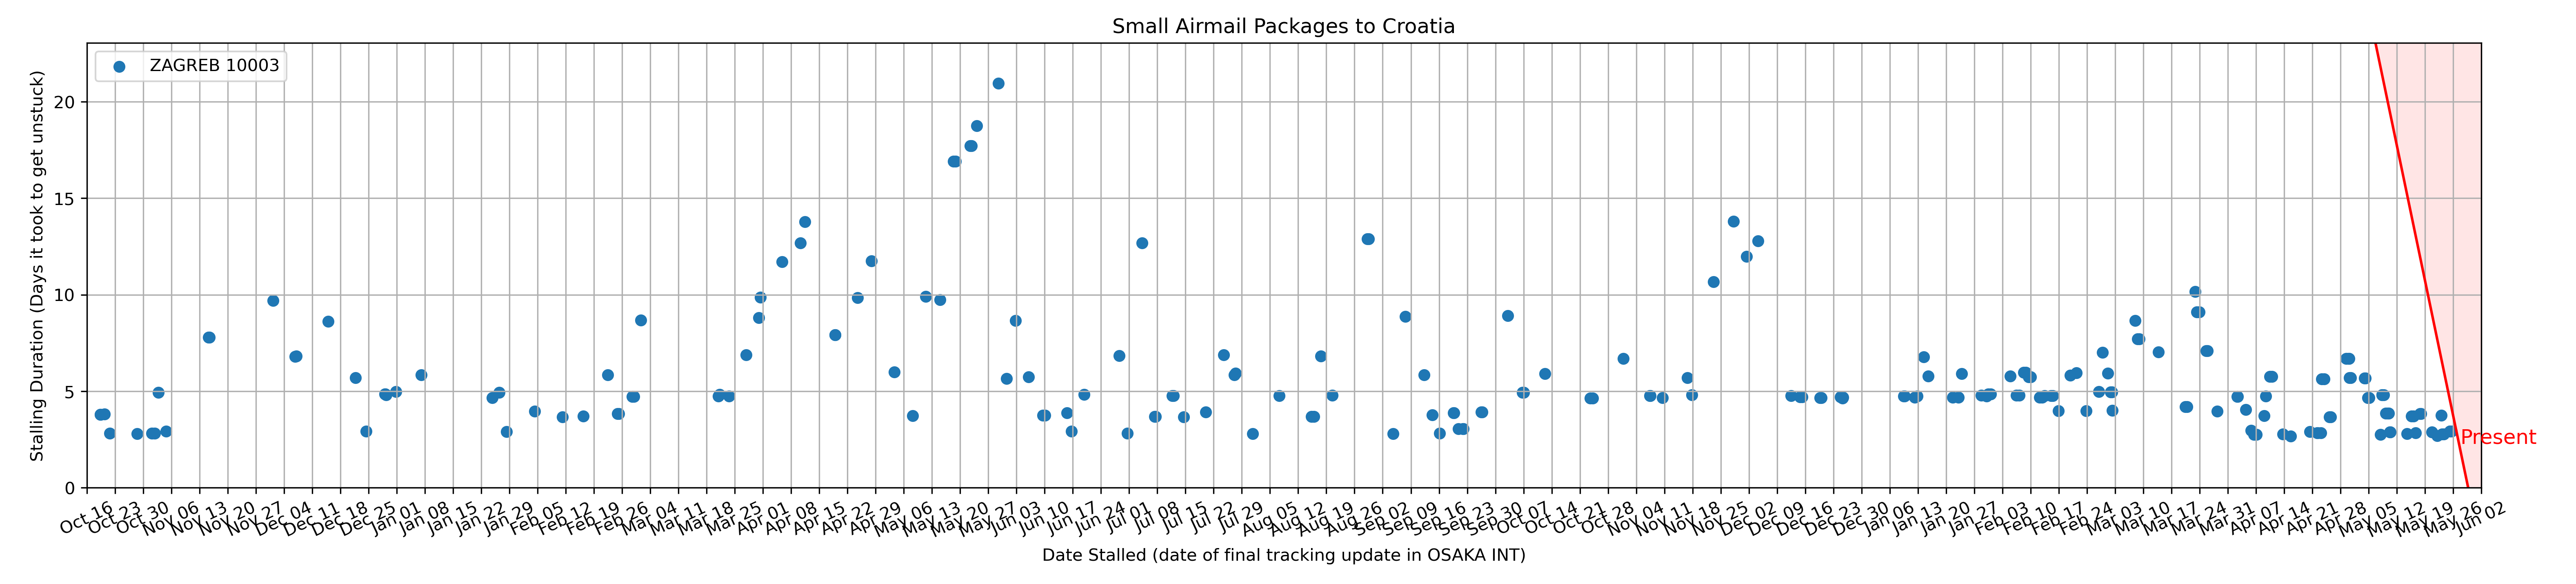 Small Airmail Packages to Croatia
ZAGREB 10003
Stalling Duration (Days it took to get unstuck)
20
15
10
5
0
Present
Oct 16 Oct 23 Oct 30 Nov 06 Nov 13 Nov 20 Nov 27 Dec 04 Dec 11 Dec 18 Dec 25 Jan 01 Jan 08 Jan 15 Jan 22 Jan 29 Feb 05 Feb 12 Feb 19 Feb 26 Mar 04 Mar 11 Mar 18 Mar 25 Apr 01 Apr 08 Apr 15 Apr 22 Apr 29 May 06 May 13 May 20 May 27 Jun 03 Jun 10 Jun 17 Jun 24 Jul 01 Jul 08 Jul 15 Jul 22 Jul 29 Aug 05 Aug 12 Aug 19 Aug 26 Sep 02 Sep 09 Sep 16 Sep 23 Sep 30 Oct 07 Oct 14 Oct 21 Oct 28 Nov 04 Nov 11 Nov 18 Nov 25 Dec 02 Dec 09 Dec 16 Dec 23 Dec 30 Jan 06 Jan 13 Jan 20 Jan 27 Feb 03 Feb 10 Feb 17 Feb 24 Mar 03 Mar 10 Mar 17 Mar 24 Mar 31 Apr 07 Apr 14 Apr 21 Apr 28 May 05 May 12 May 19 May 26 Jun 02
Date Stalled (date of final tracking update in OSAKA INT)